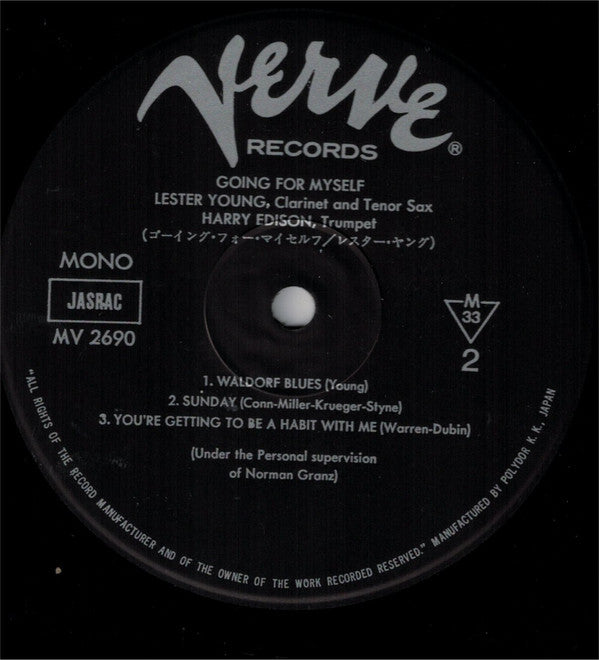 Verve
RECORDS ®
GOING FOR MYSELF
LESTER YOUNG, Clarinet and Tenor Sax
HARRY EDISON, Trumpet
(ゴーイング・フォー・マイセルフ/レスター・ヤング)
MONO
JASRAC
MV 2690
M
33
2
1. WALDORF BLUES (Young)
2. SUNDAY (Conn-Miller-Krueger-Styne)
3. YOU'RE GETTING TO BE A HABIT WITH ME (Warren-Dubin)
(Under the Personal supervision
of Norman Granz)
"ALL RIGHTS OF THE RECORD MANUFACTURER AND OF THE OWNER OF THE WORK RECORDED RESERVED." MANUFACTURED BY POLYDOR K. K., JAPAN